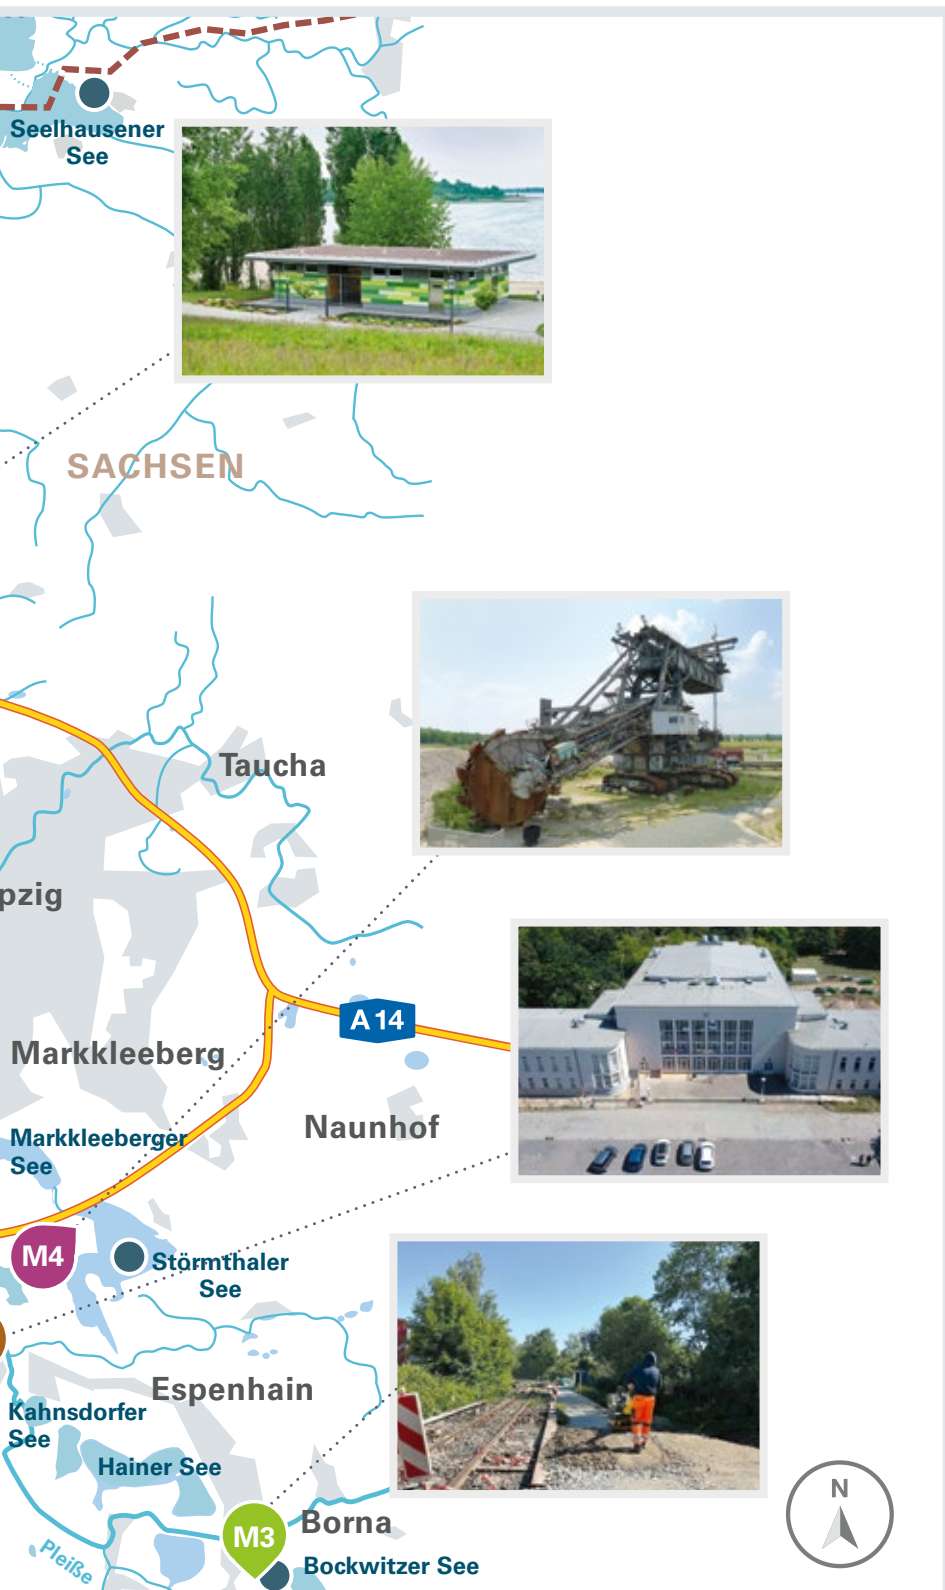 Seelhausener
See
SACHSEN
Taucha
pzig
A 14
Markkleeberg
Naunhof
Markkleeberger
See
M4
Störmthaler
See
Espenhain
Kahnsdorfer
See
Hainer See
M3
Borna
Pleiße
Bockwitzer See
N